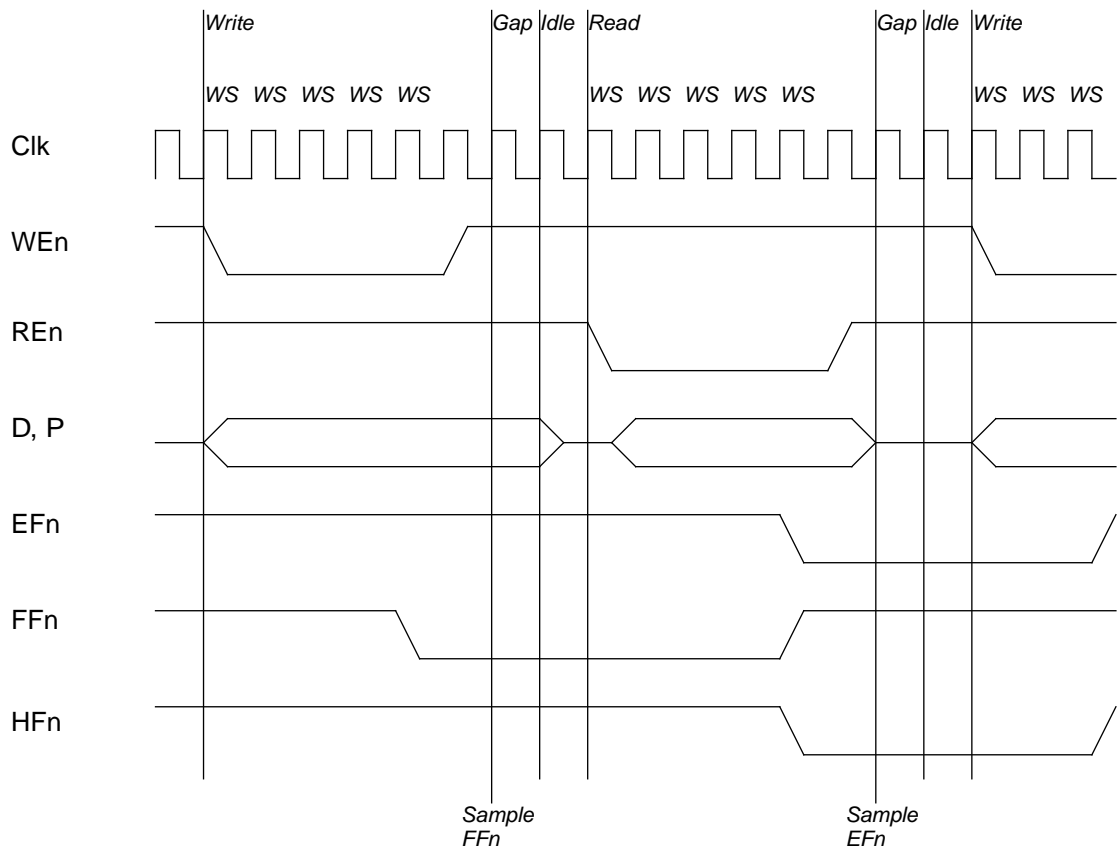 Write Gap Idle Read Gap Idle Write
WS WS WS WS WS WS WS WS WS WS WS WS WS
Clk
WEn
REn
D, P
EFn
FFn
HFn
Sample Sample
FFn EFn